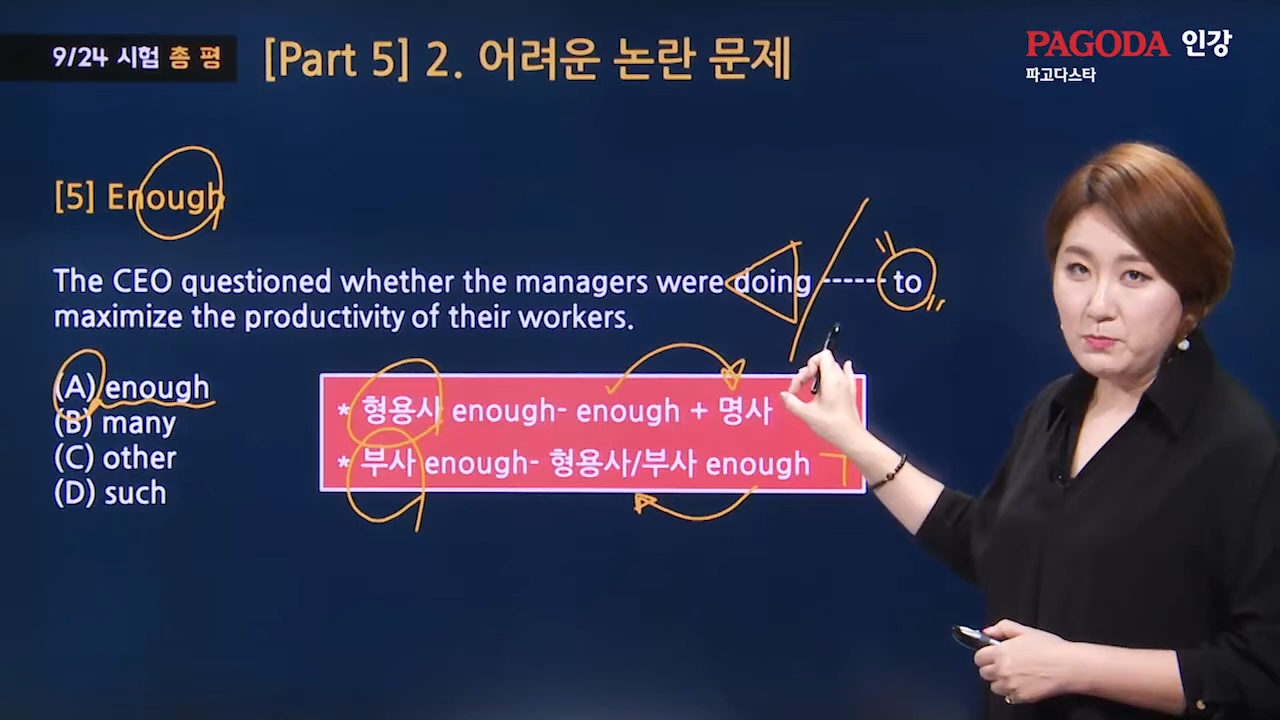 9/24 시험 총 평
[Part 5] 2. 어려운 논란 문제
PAGODA 인강
파고다스타
[5] Enough
The CEO questioned whether the managers were doing ------ to
maximize the productivity of their workers.
(A) enough
(B) many
(C) other
(D) such
* 형용사 enough- enough + 명사
* 부사 enough- 형용사/부사 enough